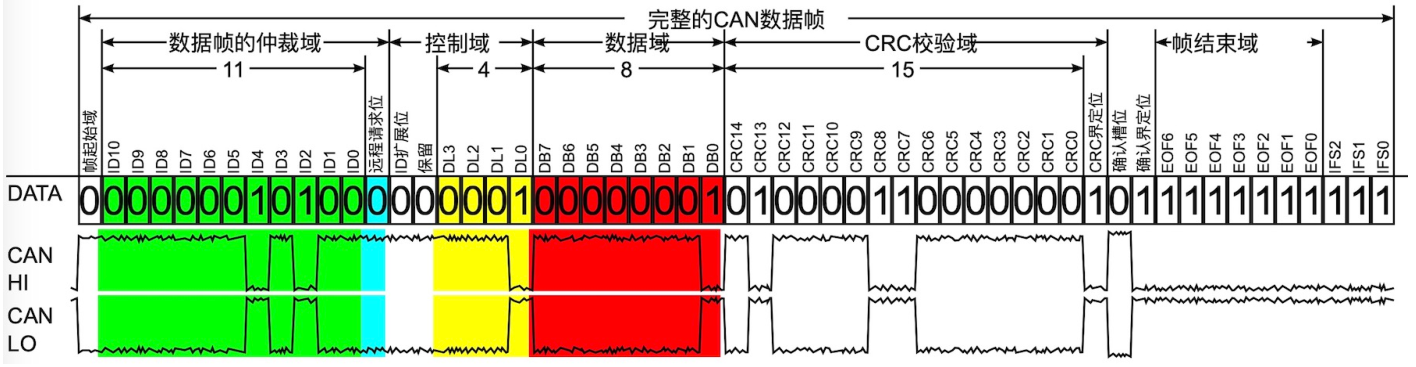 完整的CAN数据帧
数据帧的仲裁域 控制域 数据域 CRC校验域 帧结束域
11 4 8 15
帧起始域 ID10 ID9 ID8 ID7 ID6 ID5 ID4 ID3 ID2 ID1 ID0 远程请求位 ID扩展位 保留 DL3 DL2 DL1 DL0 DB7 DB6 DB5 DB4 DB3 DB2 DB1 DB0 CRC14 CRC13 CRC12 CRC11 CRC10 CRC9 CRC8 CRC7 CRC6 CRC5 CRC4 CRC3 CRC2 CRC1 CRC0 CRC界定位 确认槽位 确认界定位 EOF6 EOF5 EOF4 EOF3 EOF2 EOF1 EOF0 IFS2 IFS1 IFS0
DATA 0 0 0 0 0 0 0 1 0 1 0 0 0 0 0 0 0 0 1 0 0 0 0 0 0 0 1 0 1 0 0 0 0 1 1 0 0 0 0 0 0 0 1 0 1 1 1 1 1 1 1 1 1 1 1
CAN
HI
CAN
LO